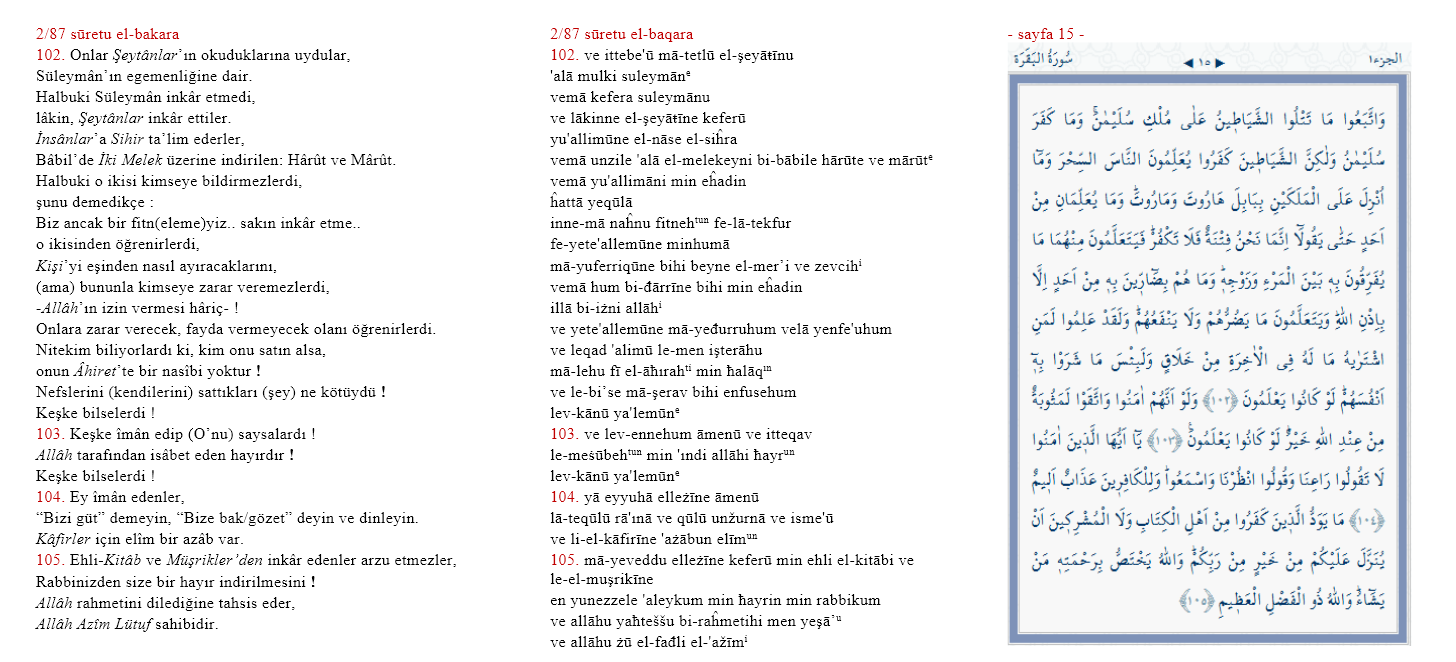 2/87 sūretu el-bakara
102. Onlar Şeytânlar’ın okuduklarına uydular,
Süleymân’ın egemenliğine dair.
Halbuki Süleymân inkâr etmedi,
lâkin, Şeytânlar inkâr ettiler.
İnsânlar’a Sihir ta’lim ederler,
Bâbil’de İki Melek üzerine indirilen: Hârût ve Mârût.
Halbuki o ikisi kimseye bildirmezlerdi,
şunu demedikçe :
Biz ancak bir fitn(eleme)yiz.. sakın inkâr etme..
o ikisinden öğrenirlerdi,
Kişi’yi eşinden nasıl ayıracaklarını,
(ama) bununla kimseye zarar veremezlerdi,
-Allâh’ın izin vermesi hâriç- !
Onlara zarar verecek, fayda vermeyecek olanı öğrenirlerdi.
Nitekim biliyorlardı ki, kim onu satın alsa,
onun Âhiret’te bir nasîbi yoktur !
Nefslerini (kendilerini) sattıkları (şey) ne kötüydü !
Keşke bilselerdi !
103. Keşke îmân edip (O’nu) saysalardı !
Allâh tarafından isâbet eden hayırdır !
Keşke bilselerdi !
104. Ey îmân edenler,
“Bizi güt” demeyin, “Bize bak/gözet” deyin ve dinleyin.
Kâfirler için elîm bir azâb var.
105. Ehli-Kitâb ve Müşrikler’den inkâr edenler arzu etmezler,
Rabbinizden size bir hayır indirilmesini !
Allâh rahmetini dilediğine tahsis eder,
Allâh Azîm Lütuf sahibidir.
2/87 sūretu el-baqara
102. ve ittebe'ū mā-tetlū el-şeyāŧīnu
'alā mulki suleymānᵉ
vemā kefera suleymānu
ve lākinne el-şeyāŧīne keferū
yu'allimūne el-nāse el-siĥra
vemā unzile 'alā el-melekeyni bi-bābile hārūte ve mārūtᵉ
vemā yu'allimāni min eĥadin
ĥattā yeqūlā
inne-mā naĥnu fitnehᵗᵘⁿ fe-lā-tekfur
fe-yete'allemūne minhumā
mā-yuferriqūne bihi beyne el-mer’i ve zevcihⁱ
vemā hum bi-đārrīne bihi min eĥadin
illā bi-iżni allāhⁱ
ve yete'allemūne mā-yeđurruhum velā yenfe'uhum
ve leqad 'alimū le-men işterāhu
mā-lehu fī el-āħırahᵗⁱ min ħalāqᶦⁿ
ve le-bi’se mā-şerav bihi enfusehum
lev-kānū ya'lemūnᵉ
103. ve lev-ennehum āmenū ve itteqav
le-meśūbehᵗᵘⁿ min 'ındi allāhi ħayrᵘⁿ
lev-kānū ya'lemūnᵉ
104. yā eyyuhā elleżīne āmenū
lā-teqūlū rā'ınā ve qūlū unžurnā ve isme'ū
ve li-el-kāfirīne 'ażābun elīmᵘⁿ
105. mā-yeveddu elleżīne keferū min ehli el-kitābi ve
le-el-muşrikīne
en yunezzele 'aleykum min ħayrin min rabbikum
ve allāhu yaħteššu bi-raĥmetihi men yeşā’ᵘ
ve allāhu żū el-fađli el-'ažīmⁱ
- sayfa 15 -
سُورَةُ الْبَقَرَةِ ◀ ١٥ ▶ الجزء١
وَاتَّبَعُوا مَا تَتْلُوا الشَّيَاطِينُ عَلٰى مُلْكِ سُلَيْمٰنَۚ وَمَا كَفَرَ
سُلَيْمٰنُ وَلٰكِنَّ الشَّيَاطِينَ كَفَرُوا يُعَلِّمُونَ النَّاسَ السِّحْرَ وَمَٓا
اُنْزِلَ عَلَى الْمَلَكَيْنِ بِبَابِلَ هَارُوتَ وَمَارُوتَۜ وَمَا يُعَلِّمَانِ مِنْ
اَحَدٍ حَتّٰى يَقُولَٓا اِنَّمَا نَحْنُ فِتْنَةٌ فَلَا تَكْفُرْۜ فَيَتَعَلَّمُونَ مِنْهُمَا مَا
يُفَرِّقُونَ بِهِ بَيْنَ الْمَرْءِ وَزَوْجِهِۜ وَمَا هُمْ بِضَٓارِّينَ بِهِ مِنْ اَحَدٍ اِلَّا
بِاِذْنِ اللّٰهِۜ وَيَتَعَلَّمُونَ مَا يَضُرُّهُمْ وَلَا يَنْفَعُهُمْۜ وَلَقَدْ عَلِمُوا لَمَنِ
اشْتَرٰيهُ مَا لَهُ فِى الْاٰخِرَةِ مِنْ خَلَاقٍۜ وَلَبِئْسَ مَا شَرَوْا بِهِٓ
اَنْفُسَهُمْۜ لَوْ كَانُوا يَعْلَمُونَ ﴿١٠٢﴾ وَلَوْ اَنَّهُمْ اٰمَنُوا وَاتَّقَوْا لَمَثُوبَةٌ
مِنْ عِنْدِ اللّٰهِ خَيْرٌۜ لَوْ كَانُوا يَعْلَمُونَ۟ ﴿١٠٣﴾ يَٓا اَيُّهَا الَّذِينَ اٰمَنُوا
لَا تَقُولُوا رَاعِنَا وَقُولُوا انْظُرْنَا وَاسْمَعُواۜ وَلِلْكَافِرِينَ عَذَابٌ اَلِيمٌ
﴿١٠٤﴾ مَا يَوَدُّ الَّذِينَ كَفَرُوا مِنْ اَهْلِ الْكِتَابِ وَلَا الْمُشْرِكِينَ اَنْ
يُنَزَّلَ عَلَيْكُمْ مِنْ خَيْرٍ مِنْ رَبِّكُمْۜ وَاللّٰهُ يَخْتَصُّ بِرَحْمَتِهِ مَنْ
يَشَٓاءُۜ وَاللّٰهُ ذُو الْفَضْلِ الْعَظِيمِ ﴿١٠٥﴾